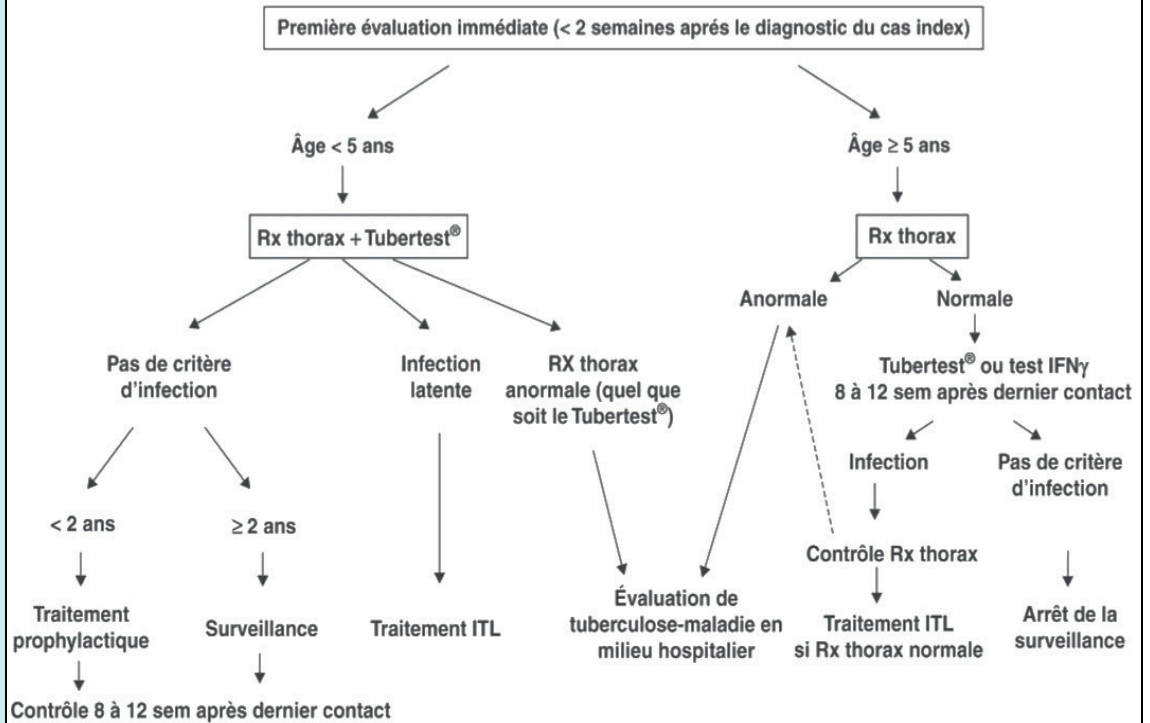 Première évaluation immédiate (< 2 semaines aprés le diagnostic du cas index)
Âge < 5 ans
Âge ≥ 5 ans
Rx thorax + Tubertest®
Rx thorax
Anormale
Normale
Pas de critère
d'infection
Infection
latente
RX thorax
anormale (quel que
soit le Tubertest®)
Tubertest® ou test IFNγ
8 à 12 sem après dernier contact
Infection
Pas de critère
d'infection
< 2 ans
≥ 2 ans
Contrôle Rx thorax
Traitement
prophylactique
Surveillance
Traitement ITL
Évaluation de
tuberculose-maladie en
milieu hospitalier
Traitement ITL
si Rx thorax normale
Arrêt de la
surveillance
Contrôle 8 à 12 sem après dernier contact